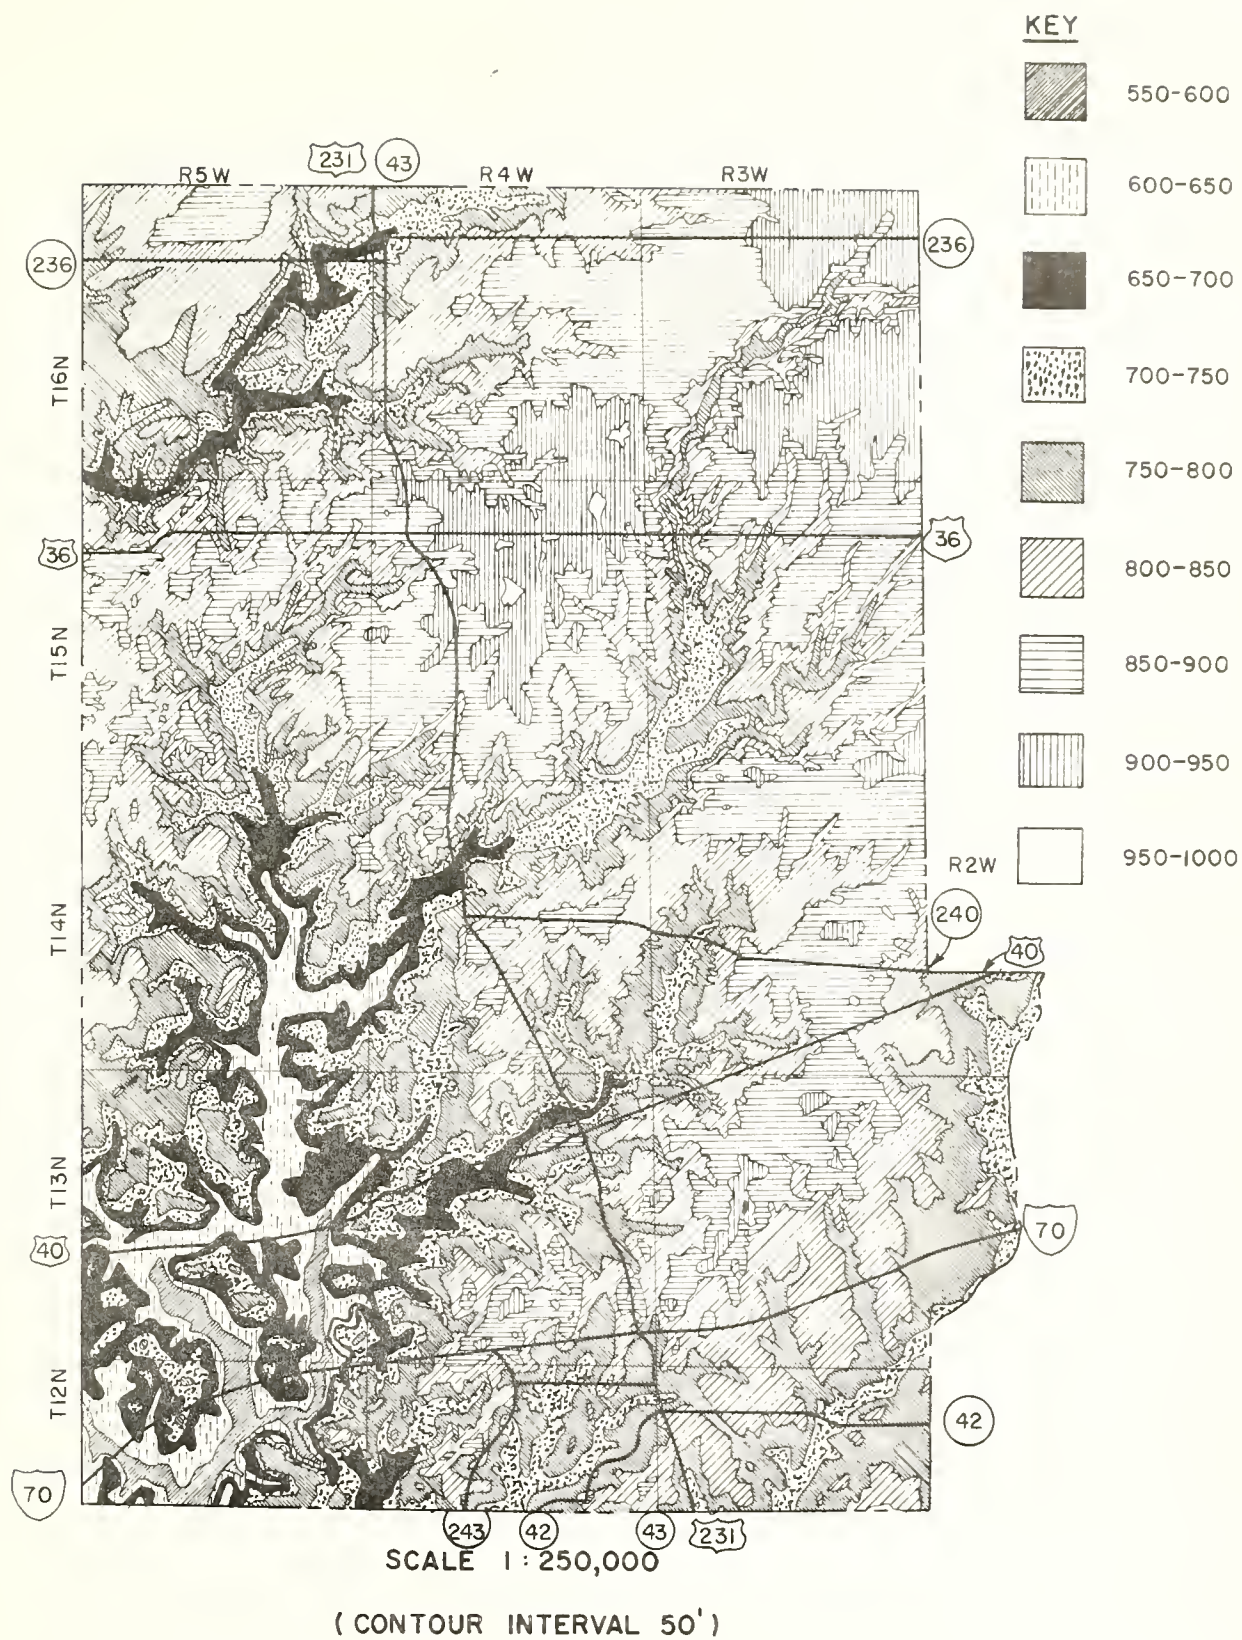 KEY
550-600
600-650
650-700
700-750
750-800
800-850
850-900
900-950
950-1000
231 43
R5W R4W R3W
236 236
T16N
36 36
T15N
R2W
240
40
T14N
T13N
40
70
T12N
42
70
243 42 43 231
SCALE 1:250,000
(CONTOUR INTERVAL 50')